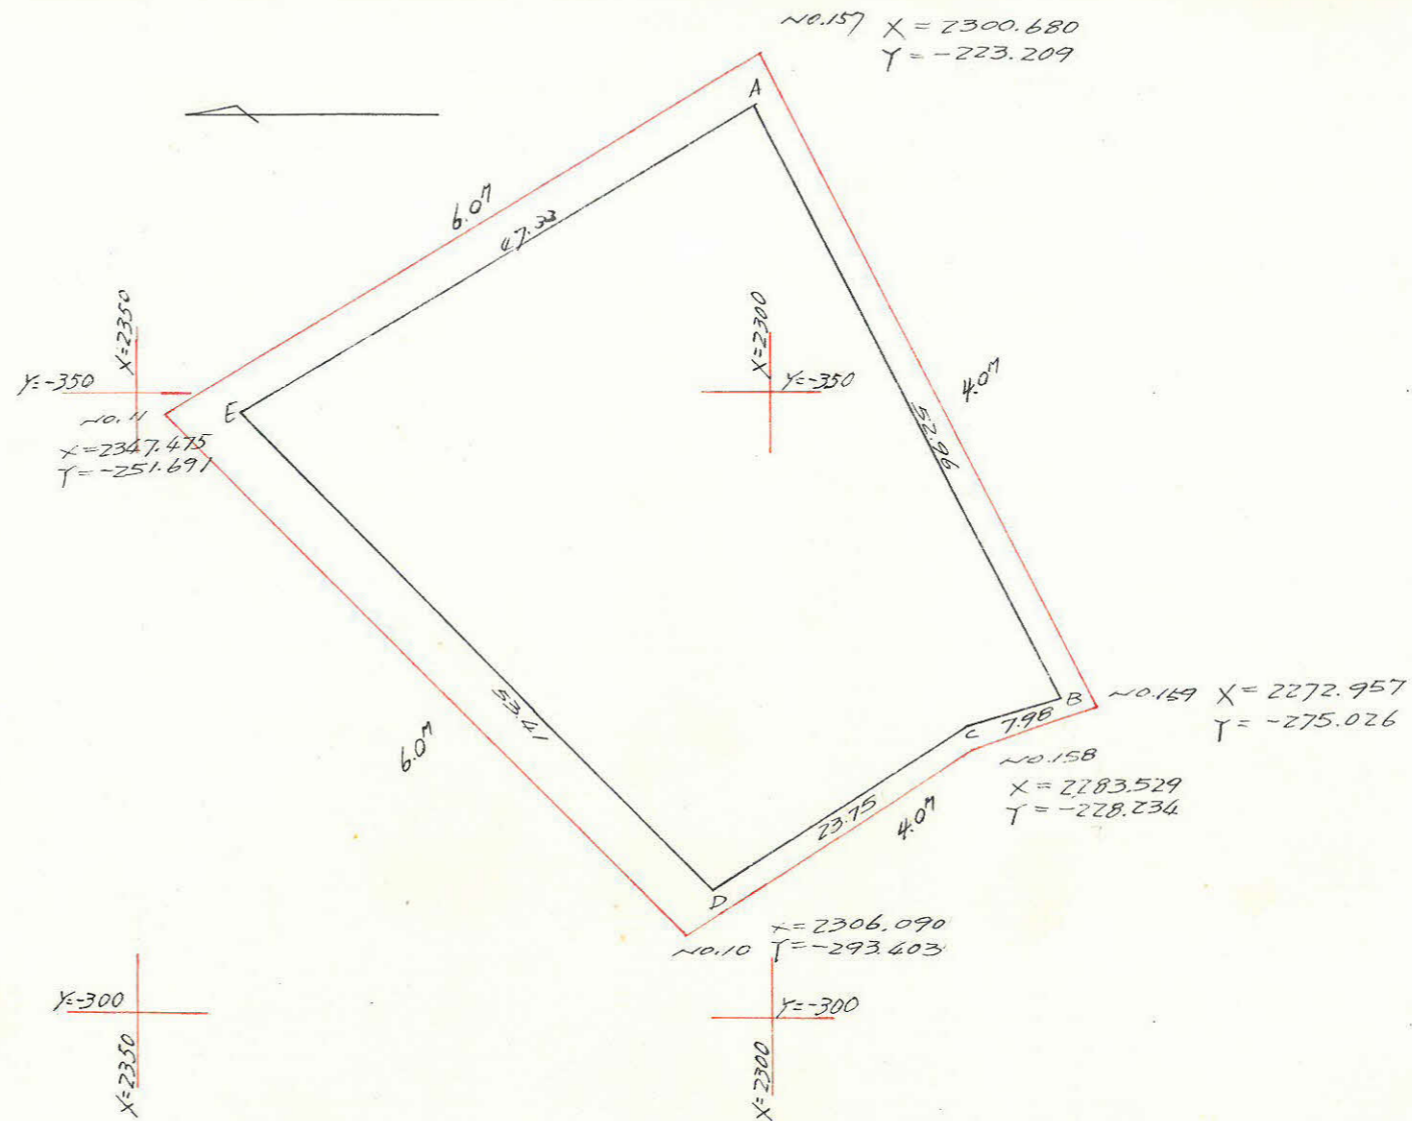 NO.157 X=2300.680
Y=-223.209
A
6.0M
47.33
X=2350
Y=-350
X=2300
Y=-350
4.0M
52.96
NO.11
E
X=2347.475
Y=-251.691
53.41
6.0M
B
NO.159 X=2272.957
Y=-275.026
C
7.98
NO.158
X=2283.529
Y=-228.234
23.75
4.0M
D
X=2306.090
NO.10 Y=-293.403
Y=-300
X=2350
Y=-300
X=2300